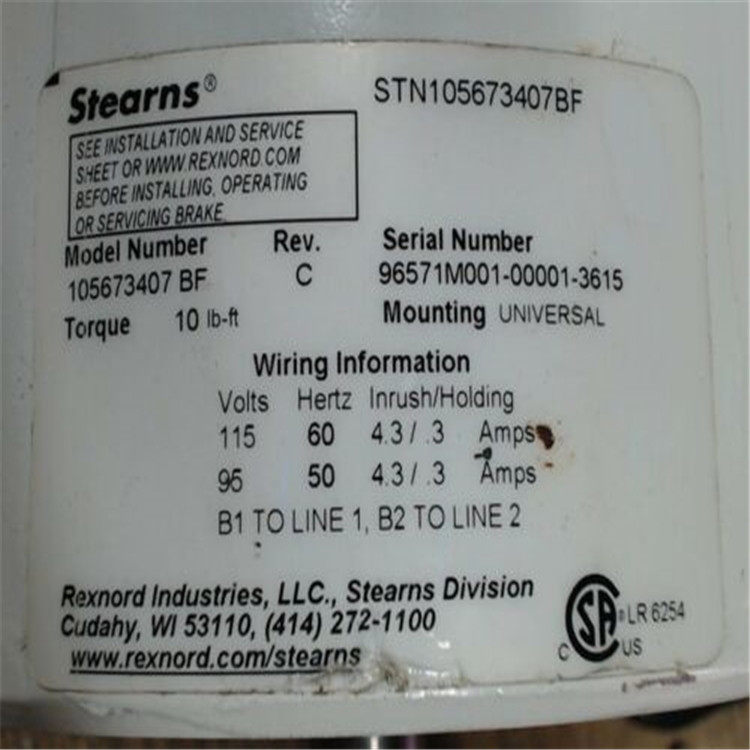 Stearns®
STN105673407BF
SEE INSTALLATION AND SERVICE
SHEET OR WWW.REXNORD.COM
BEFORE INSTALLING, OPERATING
OR SERVICING BRAKE.
Model Number Rev. Serial Number
105673407 BF C 96571M001-00001-3615
Torque 10 lb-ft Mounting UNIVERSAL
Wiring Information
Volts Hertz Inrush/Holding
115 60 4.3 / .3 Amps
95 50 4.3 / .3 Amps
B1 TO LINE 1, B2 TO LINE 2
Rexnord Industries, LLC., Stearns Division
Cudahy, WI 53110, (414) 272-1100
www.rexnord.com/stearns
C SA ® US LR 6254